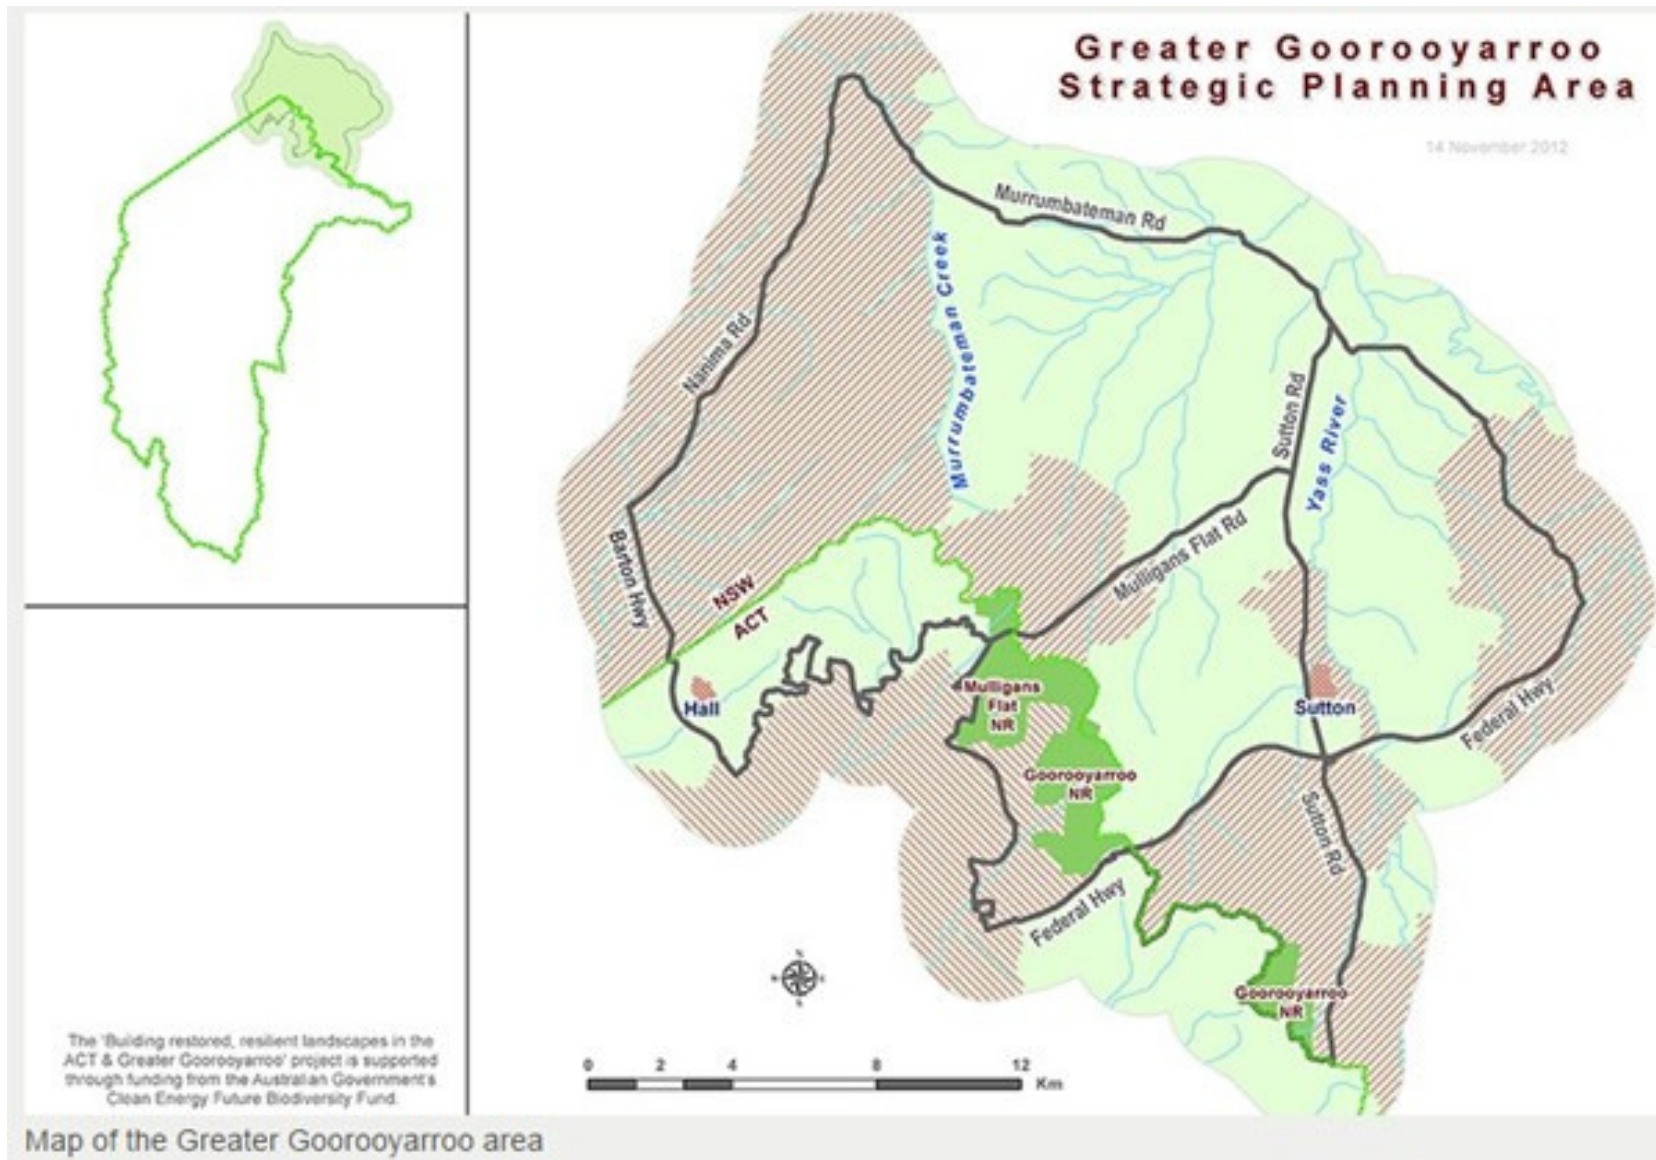 Greater Goorooyarroo
Strategic Planning Area
14 November 2012
Murrumbateman Rd
Murrumbateman Creek
Nanima Rd
Sutton Rd
Yass River
Mulligans Flat Rd
Barton Hwy
NSW
ACT
Hall
Mulligans
Flat
NR
Sutton
Federal Hwy
Goorooyarroo
NR
Sutton Rd
Federal Hwy
Goorooyarroo
NR
0 2 4 8 12
Km
The 'Building restored, resilient landscapes in the
ACT & Greater Goorooyarroo' project is supported
through funding from the Australian Government's
Clean Energy Future Biodiversity Fund.
Map of the Greater Goorooyarroo area